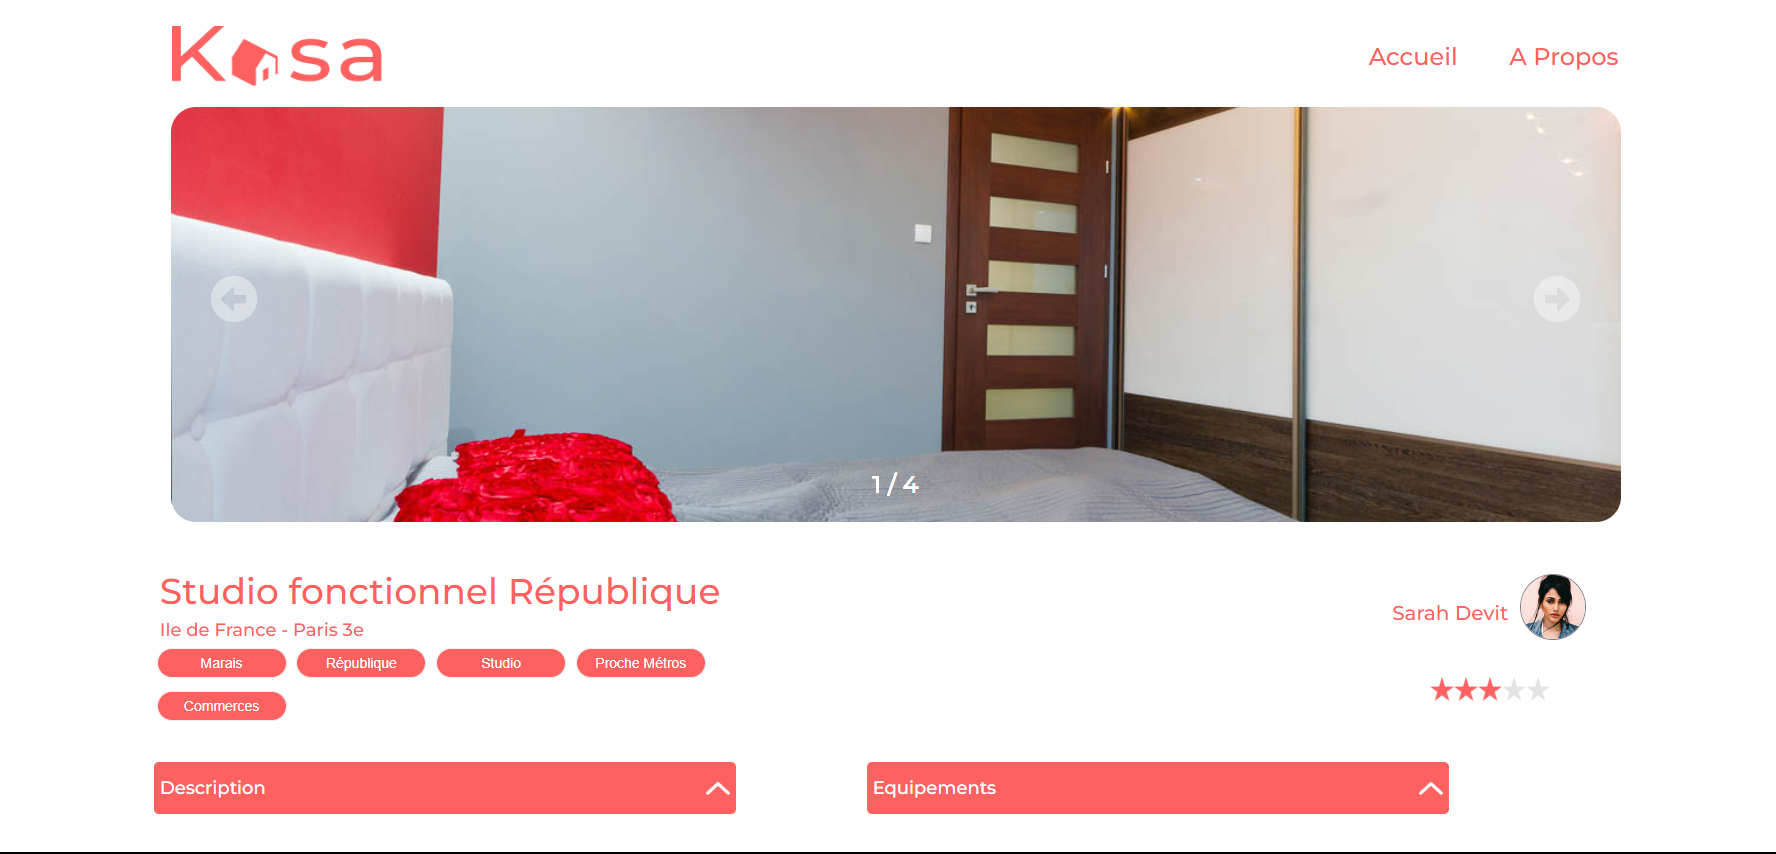 Kasa
Accueil A Propos
1 / 4
Studio fonctionnel République
Ile de France - Paris 3e
Sarah Devit
Marais République Studio Proche Métros
Commerces
Description
Equipements